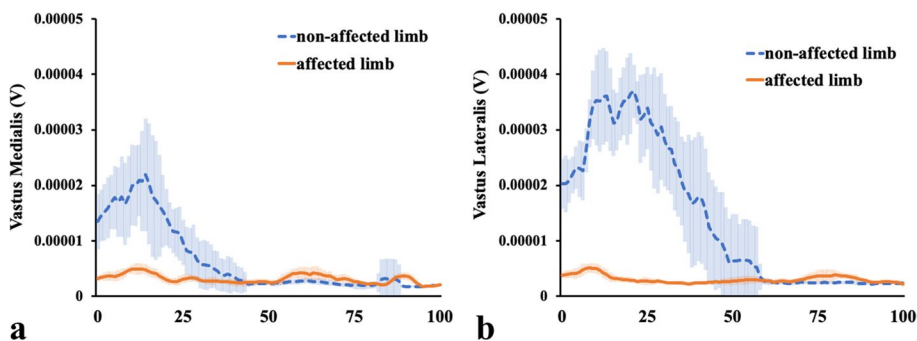 0.00005
0.00004
0.00003
0.00002
0.00001
0
Vastus Medialis (V)
non-affected limb
affected limb
0 25 50 75 100
a
0.00005
0.00004
0.00003
0.00002
0.00001
0
Vastus Lateralis (V)
non-affected limb
affected limb
0 25 50 75 100
b